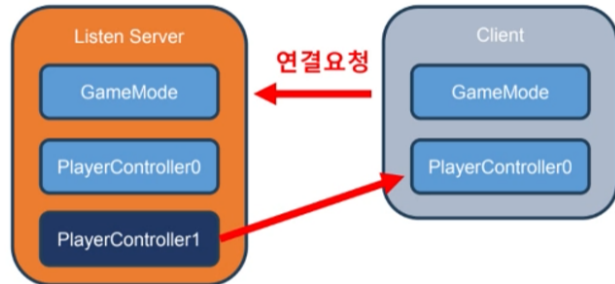 Listen Server
GameMode
PlayerController0
PlayerController1
연결요청
Client
GameMode
PlayerController0